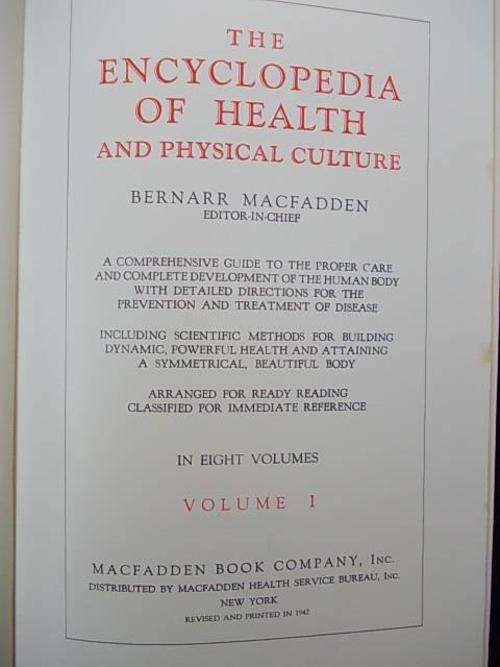 THE
ENCYCLOPEDIA
OF HEALTH
AND PHYSICAL CULTURE
BERNARR MACFADDEN
EDITOR-IN-CHIEF
A COMPREHENSIVE GUIDE TO THE PROPER CARE
AND COMPLETE DEVELOPMENT OF THE HUMAN BODY
WITH DETAILED DIRECTIONS FOR THE
PREVENTION AND TREATMENT OF DISEASE
INCLUDING SCIENTIFIC METHODS FOR BUILDING
DYNAMIC, POWERFUL HEALTH AND ATTAINING
A SYMMETRICAL, BEAUTIFUL BODY
ARRANGED FOR READY READING
CLASSIFIED FOR IMMEDIATE REFERENCE
IN EIGHT VOLUMES
VOLUME I
MACFADDEN BOOK COMPANY, INC.
DISTRIBUTED BY MACFADDEN HEALTH SERVICE BUREAU, INC.
NEW YORK
REVISED AND PRINTED IN 1942